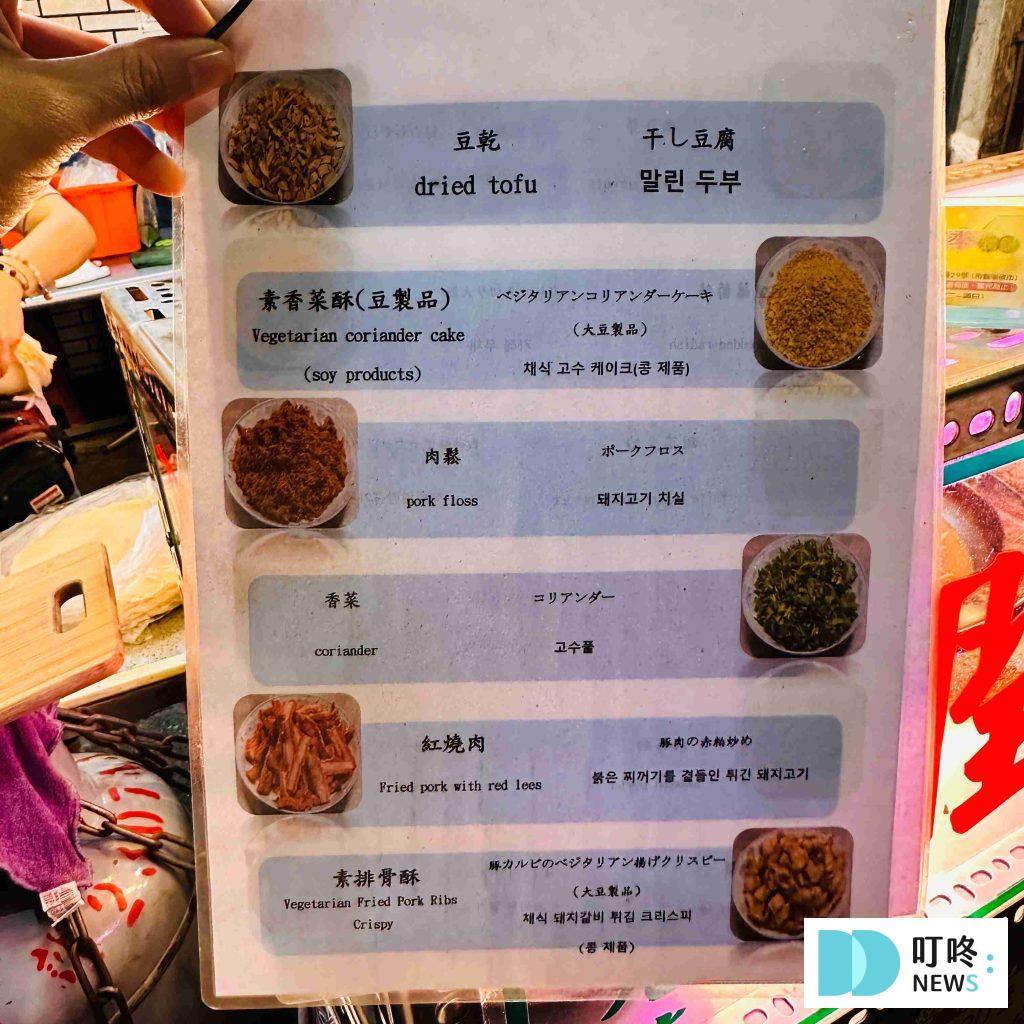 豆乾
干し豆腐
dried tofu
말린 두부
素香菜酥(豆製品)
ベジタリアンコリアンダーケーキ
Vegetarian coriander cake
(大豆製品)
(soy products)
채식 고수 케이크(콩 제품)
肉鬆
ポークフロス
pork floss
돼지고기 치실
香菜
コリアンダー
coriander
고수풀
紅燒肉
豚肉の赤粕炒め
Fried pork with red lees
붉은 찌꺼기를 곁들인 튀긴 돼지고기
素排骨酥
豚カルビのベジタリアン揚げクリスピー
Vegetarian Fried Pork Ribs
(大豆製品)
Crispy
채식 돼지갈비 튀김 크리스피
(콩 제품)
叮咚:
NEWS